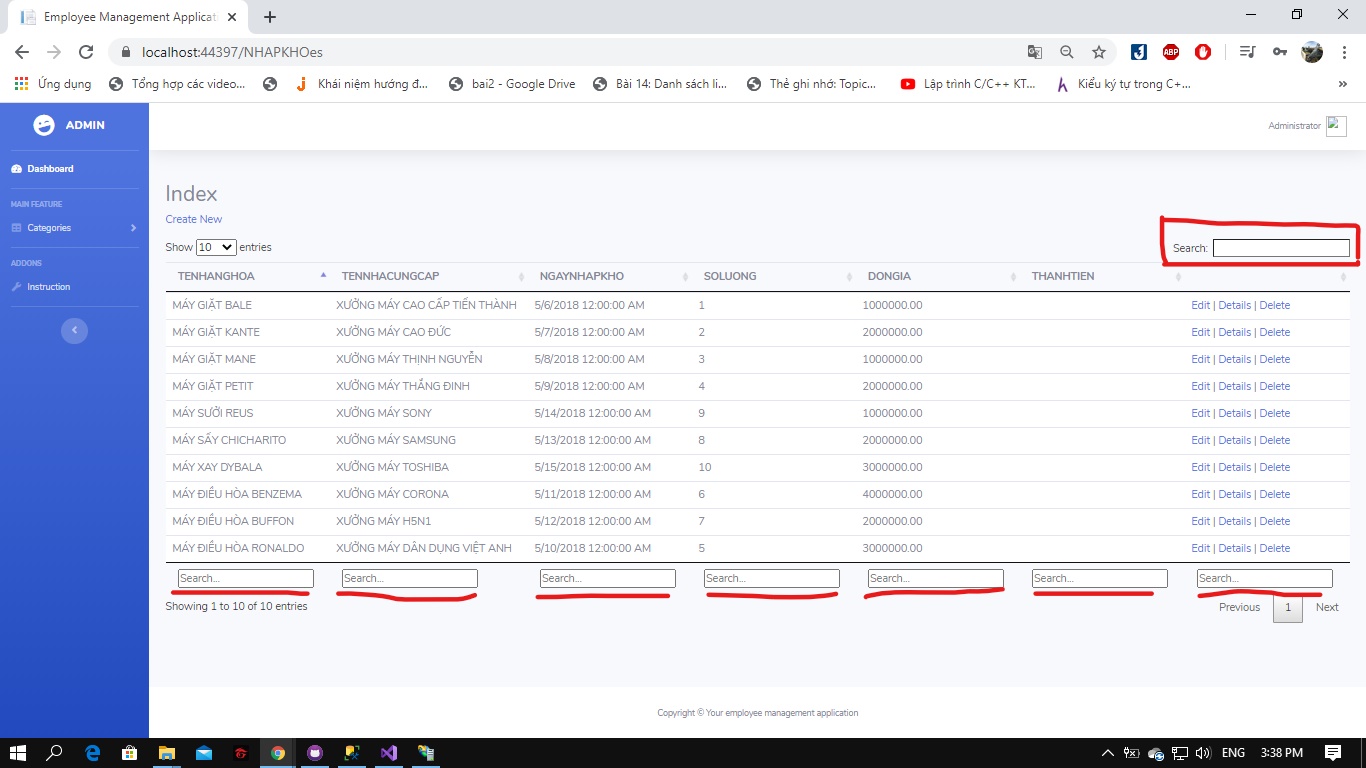 Employee Management Applicat
localhost:44397/NHAPKHOes
Ứng dụng Tổng hợp các video... Khái niệm hướng đ... bai2 - Google Drive Bài 14: Danh sách li... Thẻ ghi nhớ: Topic... Lập trình C/C++ KT... Kiểu ký tự trong C+... »
ADMIN
Administrator
Dashboard
MAIN FEATURE
Categories
ADDONS
Instruction
Index
Create New
Show 10 entries
Search:
TENHANGHOA TENNHACUNGCAP NGAYNHAPKHO SOLUONG DONGIA THANHTIEN
MÁY GIẶT BALE XƯỞNG MÁY CAO CẤP TIẾN THÀNH 5/6/2018 12:00:00 AM 1 1000000.00 Edit | Details | Delete
MÁY GIẶT KANTE XƯỞNG MÁY CAO ĐỨC 5/7/2018 12:00:00 AM 2 2000000.00 Edit | Details | Delete
MÁY GIẶT MANE XƯỞNG MÁY THỊNH NGUYỄN 5/8/2018 12:00:00 AM 3 1000000.00 Edit | Details | Delete
MÁY GIẶT PETIT XƯỞNG MÁY THẮNG ĐINH 5/9/2018 12:00:00 AM 4 2000000.00 Edit | Details | Delete
MÁY SƯỞI REUS XƯỞNG MÁY SONY 5/14/2018 12:00:00 AM 9 1000000.00 Edit | Details | Delete
MÁY SẤY CHICHARITO XƯỞNG MÁY SAMSUNG 5/13/2018 12:00:00 AM 8 2000000.00 Edit | Details | Delete
MÁY XAY DYBALA XƯỞNG MÁY TOSHIBA 5/15/2018 12:00:00 AM 10 3000000.00 Edit | Details | Delete
MÁY ĐIỀU HÒA BENZEMA XƯỞNG MÁY CORONA 5/11/2018 12:00:00 AM 6 4000000.00 Edit | Details | Delete
MÁY ĐIỀU HÒA BUFFON XƯỞNG MÁY H5N1 5/12/2018 12:00:00 AM 7 2000000.00 Edit | Details | Delete
MÁY ĐIỀU HÒA RONALDO XƯỞNG MÁY DÂN DỤNG VIỆT ANH 5/10/2018 12:00:00 AM 5 3000000.00 Edit | Details | Delete
Search... Search... Search... Search... Search... Search... Search...
Showing 1 to 10 of 10 entries
Previous 1 Next
Copyright © Your employee management application
ENG 3:38 PM